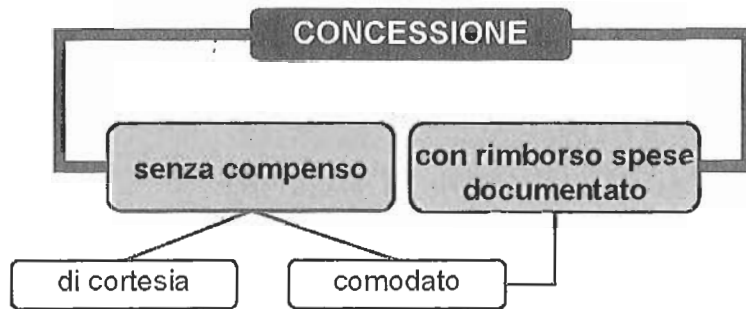 CONCESSIONE
senza compenso
con rimborso spese
documentato
di cortesia
comodato